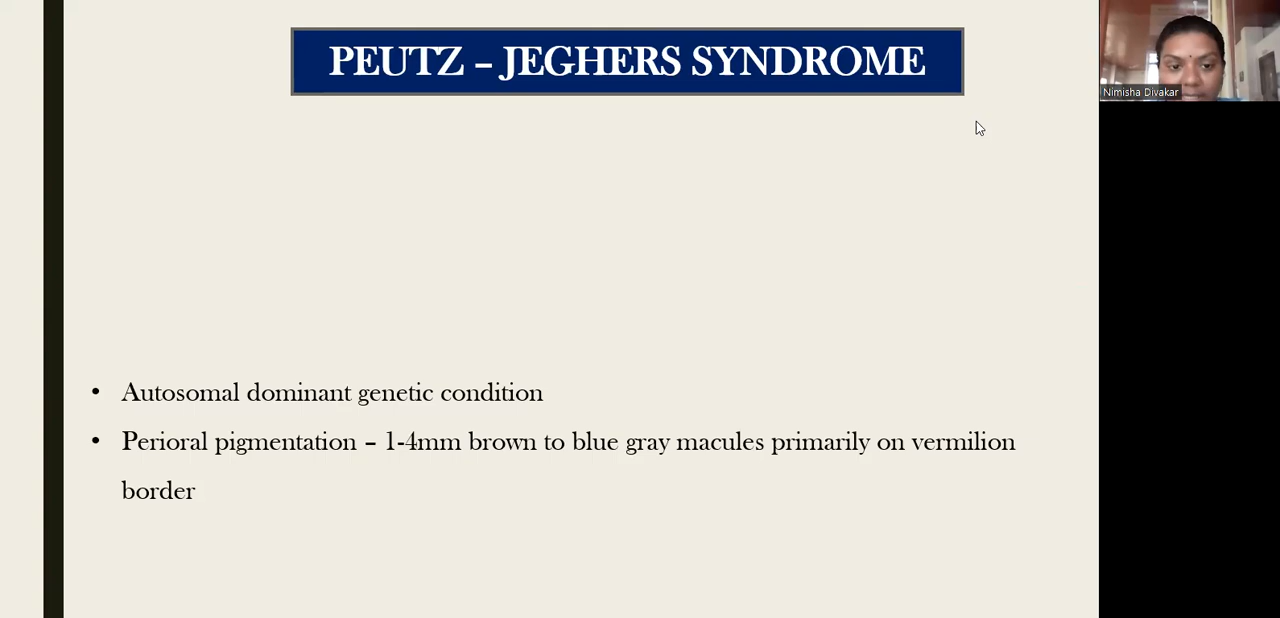 PEUTZ – JEGHERS SYNDROME
Nimisha Divakar
• Autosomal dominant genetic condition
• Perioral pigmentation – 1-4mm brown to blue gray macules primarily on vermilion
border